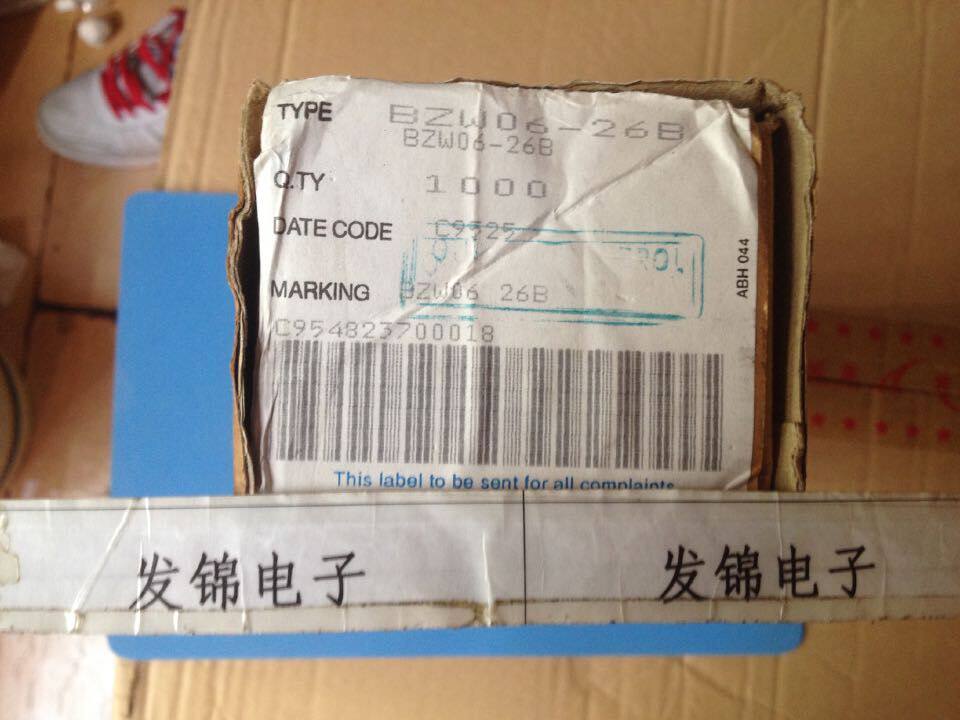 TYPE BZW06-26B
BZW06-26B
Q.TY 1000
DATE CODE C9525
MARKING BZW06 26B
C954823700018
ABH 044
This label to be sent for all complaints
发锦电子 发锦电子